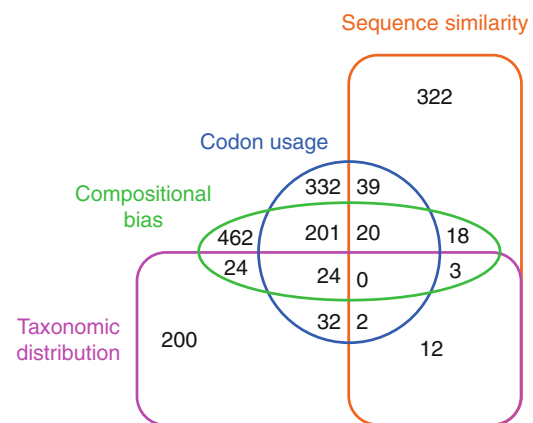 Sequence similarity
322
Codon usage
332 39
Compositional
bias
462 201 20 18
24 24 0 3
Taxonomic
distribution
200 32 2 12